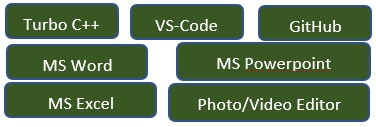 Turbo C++ VS-Code GitHub
MS Word MS Powerpoint
MS Excel Photo/Video Editor